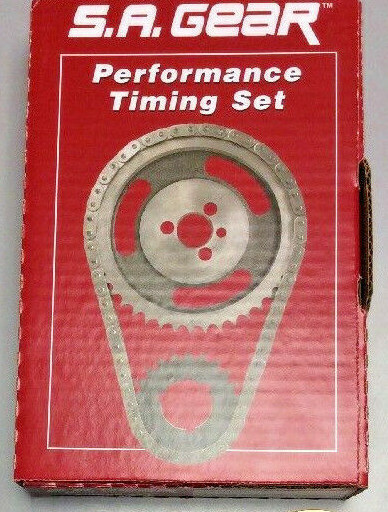 S.A. GEAR™
Performance
Timing Set